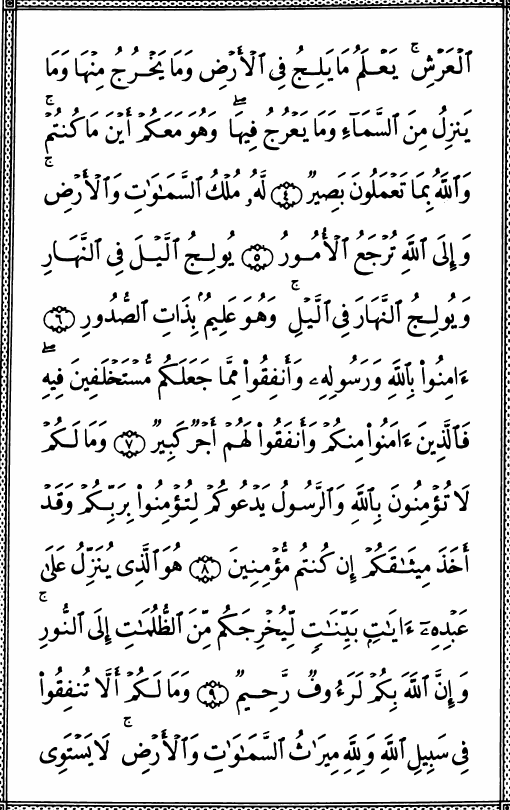 ٱلۡعَرۡشِۖ يَعۡلَمُ مَا يَلِجُ فِي ٱلۡأَرۡضِ وَمَا يَخۡرُجُ مِنۡهَا وَمَا
يَنزِلُ مِنَ ٱلسَّمَآءِ وَمَا يَعۡرُجُ فِيهَاۖ وَهُوَ مَعَكُمۡ أَيۡنَ مَا كُنتُمۡۚ
وَٱللَّهُ بِمَا تَعۡمَلُونَ بَصِيرٞ ٤ لَّهُۥ مُلۡكُ ٱلسَّمَٰوَٰتِ وَٱلۡأَرۡضِۚ
وَإِلَى ٱللَّهِ تُرۡجَعُ ٱلۡأُمُورُ ٥ يُولِجُ ٱلَّيۡلَ فِي ٱلنَّهَارِ
وَيُولِجُ ٱلنَّهَارَ فِي ٱلَّيۡلِۚ وَهُوَ عَلِيمُۢ بِذَاتِ ٱلصُّدُورِ ٦
ءَامِنُواْ بِٱللَّهِ وَرَسُولِهِۦ وَأَنفِقُواْ مِمَّا جَعَلَكُم مُّسۡتَخۡلَفِينَ فِيهِۖ
فَٱلَّذِينَ ءَامَنُواْ مِنكُمۡ وَأَنفَقُواْ لَهُمۡ أَجۡرٞ كَبِيرٞ ٧ وَمَا لَكُمۡ
لَا تُؤۡمِنُونَ بِٱللَّهِ وَٱلرَّسُولُ يَدۡعُوكُمۡ لِتُؤۡمِنُواْ بِرَبِّكُمۡ وَقَدۡ
أَخَذَ مِيثَٰقَكُمۡ إِن كُنتُم مُّؤۡمِنِينَ ٨ هُوَ ٱلَّذِي يُنَزِّلُ عَلَىٰ
عَبۡدِهِۦٓ ءَايَٰتِۭ بَيِّنَٰتٖ لِّيُخۡرِجَكُم مِّنَ ٱلظُّلُمَٰتِ إِلَى ٱلنُّورِۚ
وَإِنَّ ٱللَّهَ بِكُمۡ لَرَءُوفٞ رَّحِيمٞ ٩ وَمَا لَكُمۡ أَلَّا تُنفِقُواْ
فِي سَبِيلِ ٱللَّهِ وَلِلَّهِ مِيرَٰثُ ٱلسَّمَٰوَٰتِ وَٱلۡأَرۡضِۚ لَا يَسۡتَوِي